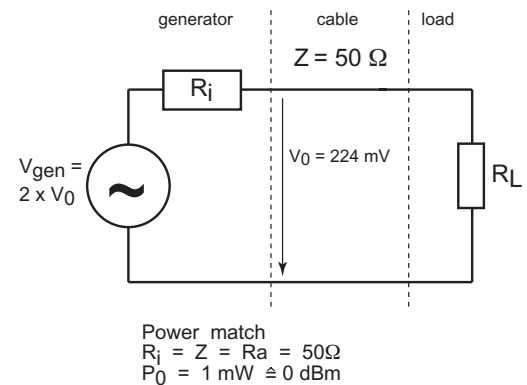 generator cable load
Z = 50 Ω
Ri
Vgen =
2 x V0
V0 = 224 mV
RL
~
Power match
Ri = Z = Ra = 50Ω
P0 = 1 mW ≙ 0 dBm